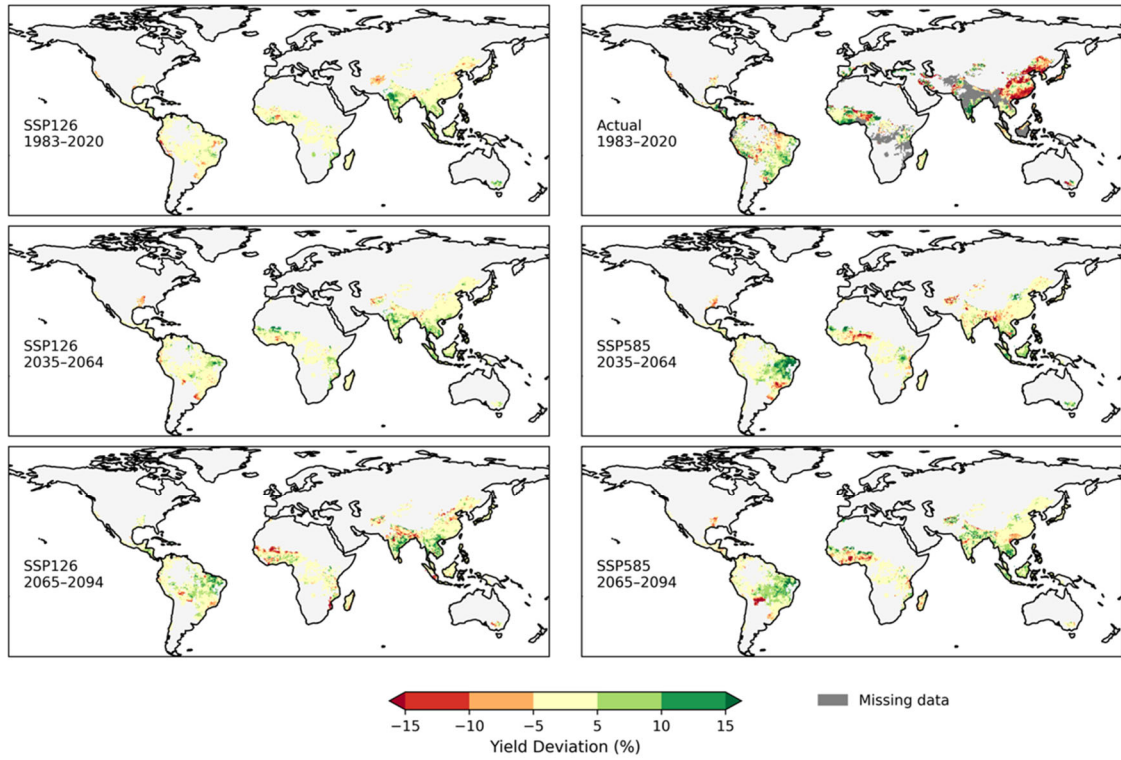 SSP126
1983–2020
Actual
1983–2020
SSP126
2035–2064
SSP585
2035–2064
SSP126
2065–2094
SSP585
2065–2094
−15 −10 −5 5 10 15
Yield Deviation (%)
Missing data